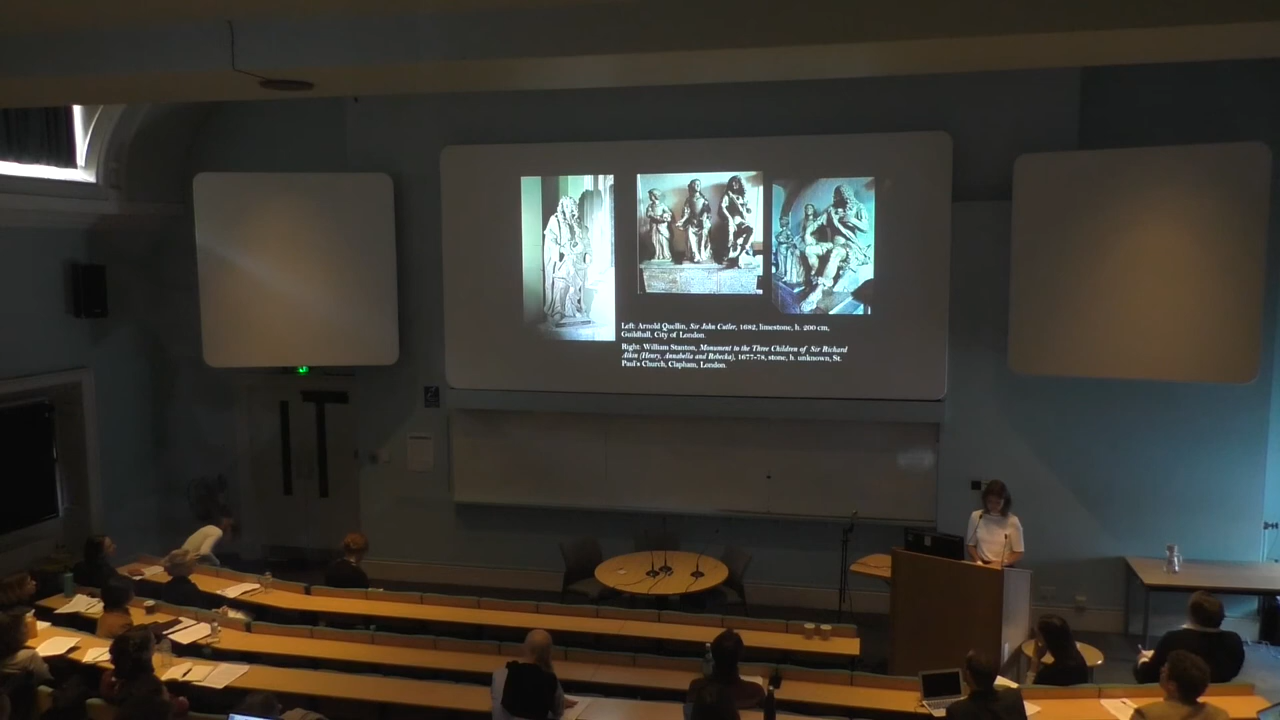 Left: Arnold Quellin, Sir John Cutler, 1682, limestone, h. 200 cm,
Guildhall, City of London.
Right: William Stanton, Monument to the Three Children of Sir Richard
Atkin (Henry, Annabella and Rebecka), 1677-78, stone, h. unknown, St.
Paul's Church, Clapham, London.